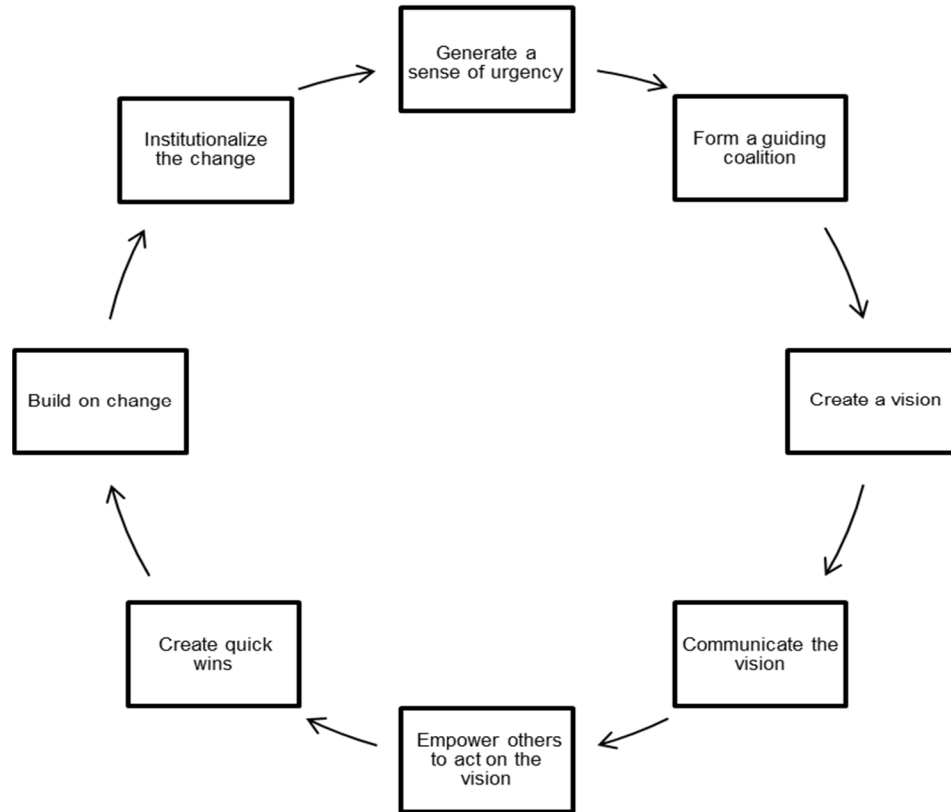 Generate a
sense of urgency
Form a guiding
coalition
Create a vision
Communicate the
vision
Empower others
to act on the
vision
Create quick
wins
Build on change
Institutionalize
the change